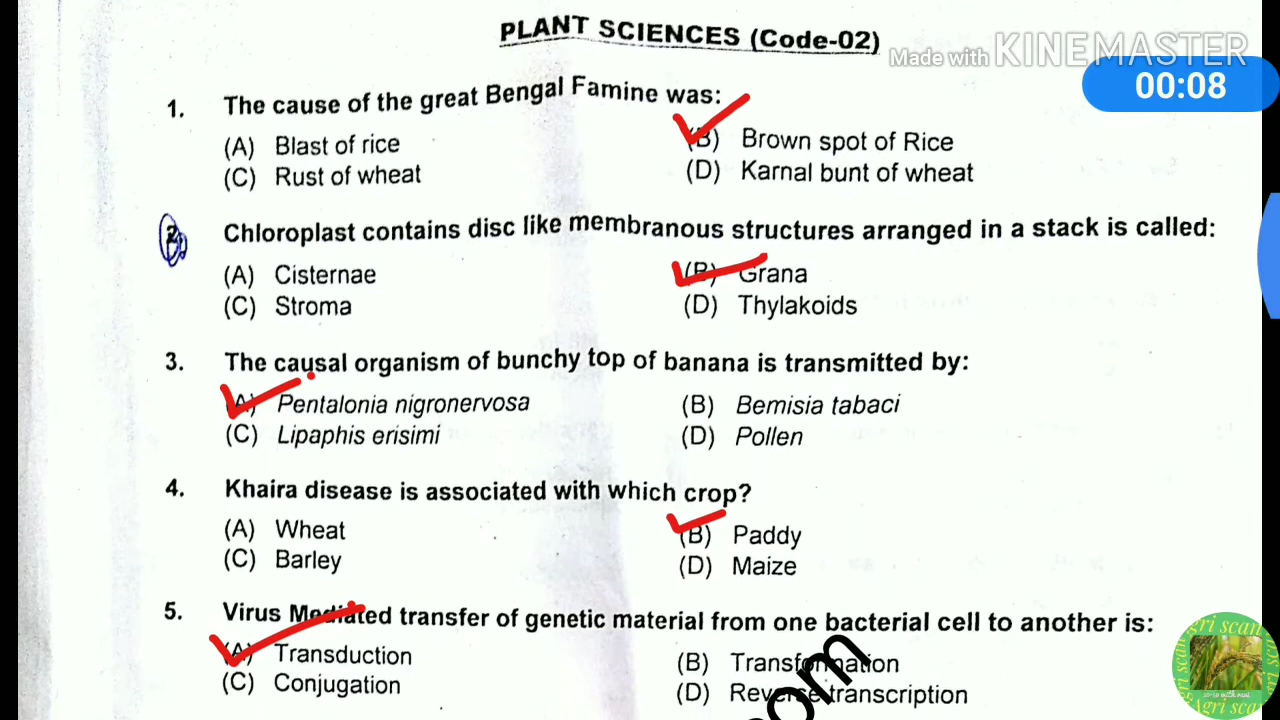 PLANT SCIENCES (Code-02)
Made with KINEMASTER
00:08
1. The cause of the great Bengal Famine was:
(A) Blast of rice (B) Brown spot of Rice
(C) Rust of wheat (D) Karnal bunt of wheat
2. Chloroplast contains disc like membranous structures arranged in a stack is called:
(A) Cisternae (B) Grana
(C) Stroma (D) Thylakoids
3. The causal organism of bunchy top of banana is transmitted by:
(A) Pentalonia nigronervosa (B) Bemisia tabaci
(C) Lipaphis erisimi (D) Pollen
4. Khaira disease is associated with which crop?
(A) Wheat (B) Paddy
(C) Barley (D) Maize
5. Virus Mediated transfer of genetic material from one bacterial cell to another is:
(A) Transduction (B) Transformation
(C) Conjugation (D) Reverse transcription
com
Agri scan